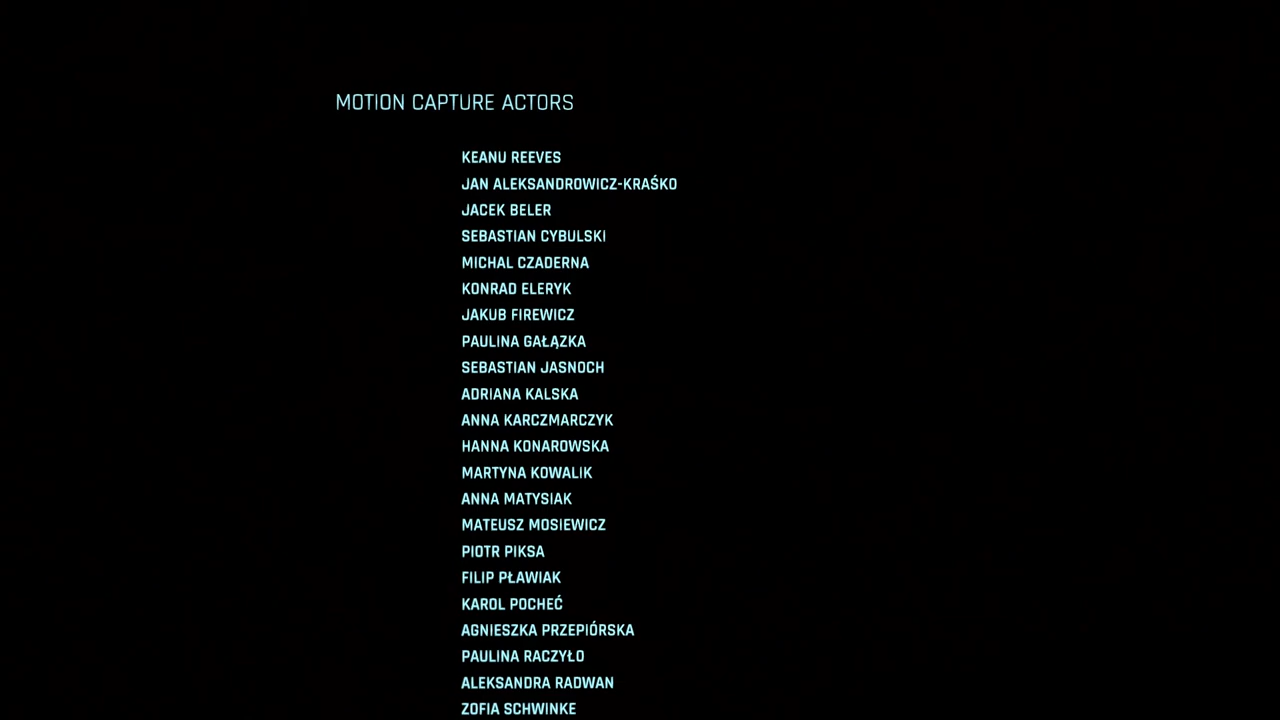 MOTION CAPTURE ACTORS
KEANU REEVES
JAN ALEKSANDROWICZ-KRAŚKO
JACEK BELER
SEBASTIAN CYBULSKI
MICHAL CZADERNA
KONRAD ELERYK
JAKUB FIREWICZ
PAULINA GAŁĄZKA
SEBASTIAN JASNOCH
ADRIANA KALSKA
ANNA KARCZMARCZYK
HANNA KONAROWSKA
MARTYNA KOWALIK
ANNA MATYSIAK
MATEUSZ MOSIEWICZ
PIOTR PIKSA
FILIP PŁAWIAK
KAROL POCHEĆ
AGNIESZKA PRZEPIÓRSKA
PAULINA RACZYŁO
ALEKSANDRA RADWAN
ZOFIA SCHWINKE